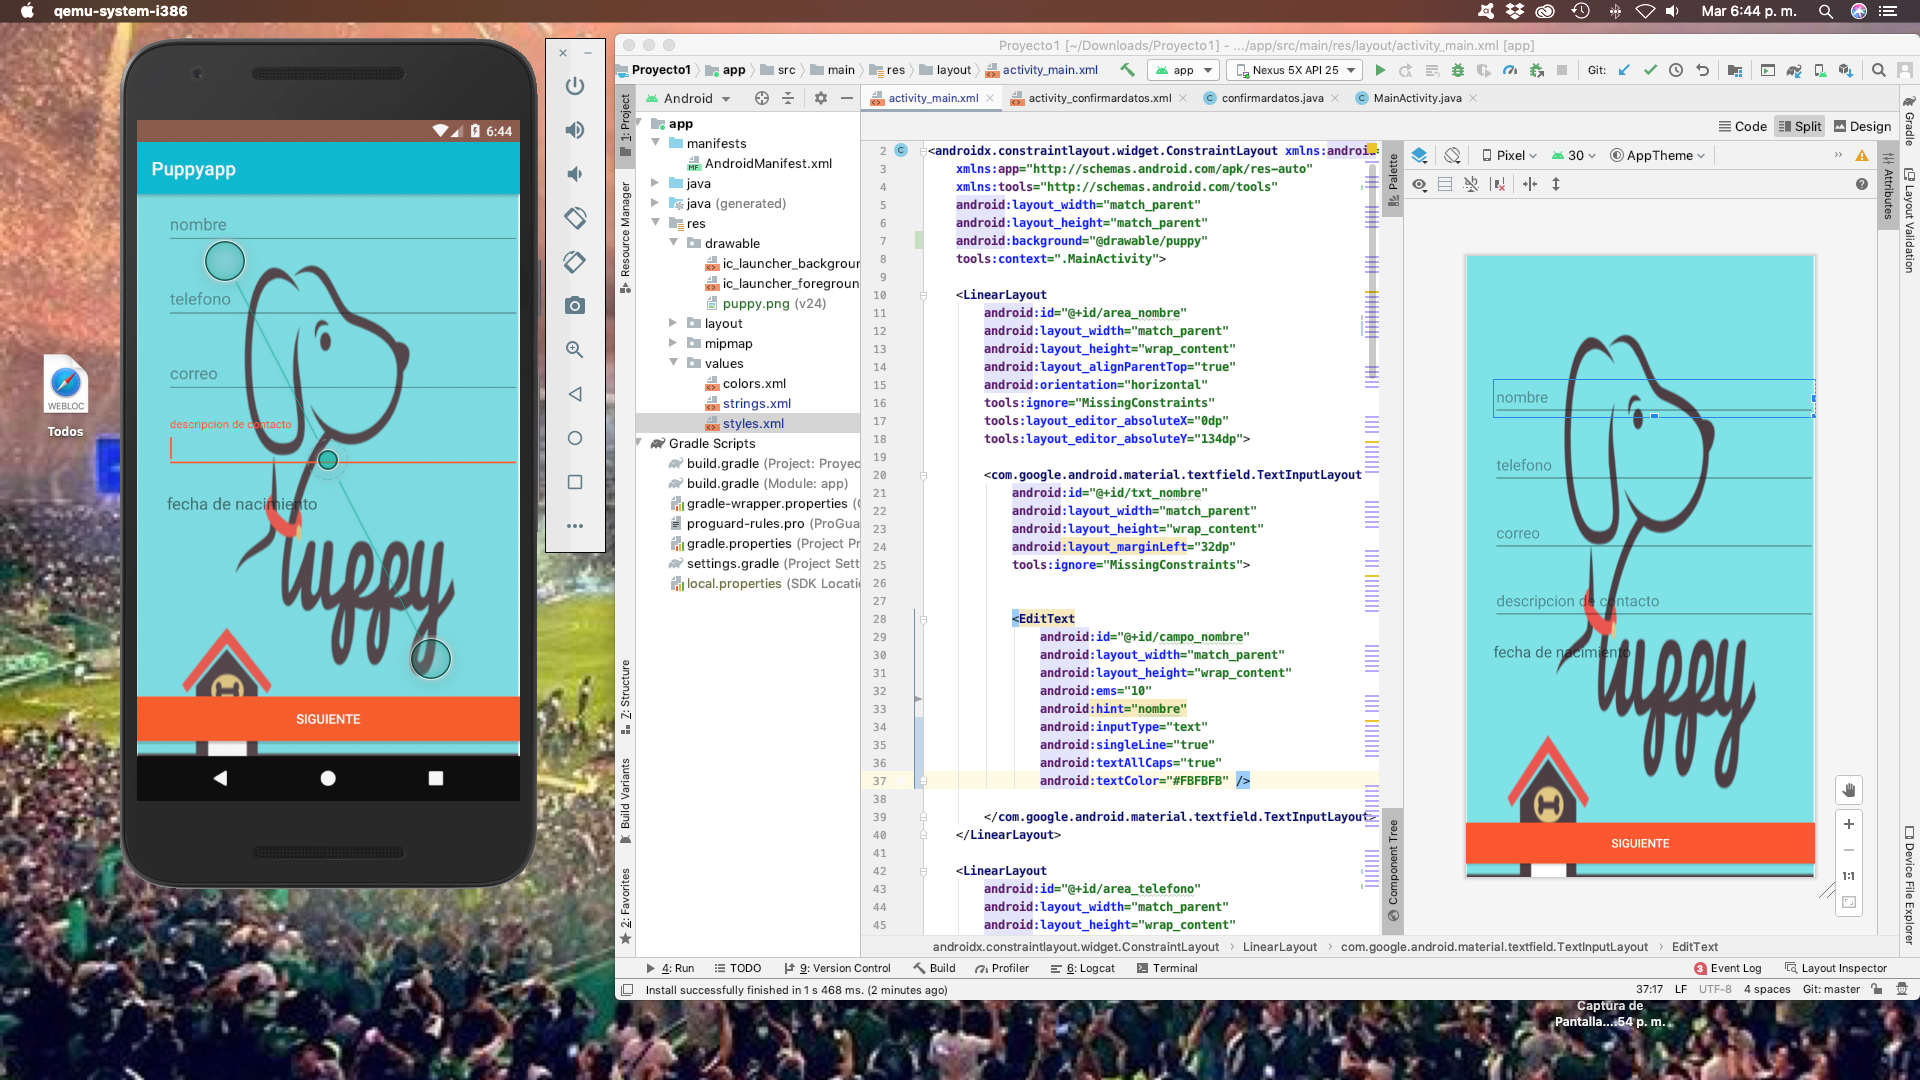 qemu-system-i386
Mar 6:44 p. m.
WEBLOC
Todos
6:44
Puppyapp
nombre
telefono
correo
descripcion de contacto
fecha de nacimiento
uppy
SIGUIENTE
Proyecto1 [~/Downloads/Proyecto1] - .../app/src/main/res/layout/activity_main.xml [app]
Proyecto1
app
src
main
res
layout
activity_main.xml
app
Nexus 5X API 25
Git:
Android
activity_main.xml
activity_confirmardatos.xml
confirmardatos.java
MainActivity.java
1: Project
Resource Manager
7: Structure
Build Variants
2: Favorites
app
manifests
AndroidManifest.xml
java
java (generated)
res
drawable
ic_launcher_backgroun
ic_launcher_foregroun
puppy.png (v24)
layout
mipmap
values
colors.xml
strings.xml
styles.xml
Gradle Scripts
build.gradle (Project: Proyec
build.gradle (Module: app)
gradle-wrapper.properties (
proguard-rules.pro (ProGua
gradle.properties (Project Pr
settings.gradle (Project Sett
local.properties (SDK Locatio
Code
Split
Design
2 <androidx.constraintlayout.widget.ConstraintLayout xmlns:android=
3 xmlns:app="http://schemas.android.com/apk/res-auto"
4 xmlns:tools="http://schemas.android.com/tools"
5 android:layout_width="match_parent"
6 android:layout_height="match_parent"
7 android:background="@drawable/puppy"
8 tools:context=".MainActivity">
9
10 <LinearLayout
11 android:id="@+id/area_nombre"
12 android:layout_width="match_parent"
13 android:layout_height="wrap_content"
14 android:layout_alignParentTop="true"
15 android:orientation="horizontal"
16 tools:ignore="MissingConstraints"
17 tools:layout_editor_absoluteX="0dp"
18 tools:layout_editor_absoluteY="134dp">
19
20 <com.google.android.material.textfield.TextInputLayout
21 android:id="@+id/txt_nombre"
22 android:layout_width="match_parent"
23 android:layout_height="wrap_content"
24 android:layout_marginLeft="32dp"
25 tools:ignore="MissingConstraints">
26
27
28 <EditText
29 android:id="@+id/campo_nombre"
30 android:layout_width="match_parent"
31 android:layout_height="wrap_content"
32 android:ems="10"
33 android:hint="nombre"
34 android:inputType="text"
35 android:singleLine="true"
36 android:textAllCaps="true"
37 android:textColor="#FBFBFB" />
38
39 </com.google.android.material.textfield.TextInputLayout>
40 </LinearLayout>
41
42 <LinearLayout
43 android:id="@+id/area_telefono"
44 android:layout_width="match_parent"
45 android:layout_height="wrap_content"
Palette
Component Tree
Pixel
30
AppTheme
Attributes
Gradle
Layout Validation
Device File Explorer
nombre
telefono
correo
descripcion de contacto
fecha de nacimiento
uppy
SIGUIENTE
1:1
androidx.constraintlayout.widget.ConstraintLayout
LinearLayout
com.google.android.material.textfield.TextInputLayout
EditText
4: Run
TODO
9: Version Control
Build
Profiler
6: Logcat
Terminal
3 Event Log
Layout Inspector
Install successfully finished in 1 s 468 ms. (2 minutes ago)
37:17
LF
UTF-8
4 spaces
Git: master
Captura de
Pantalla....54 p. m.